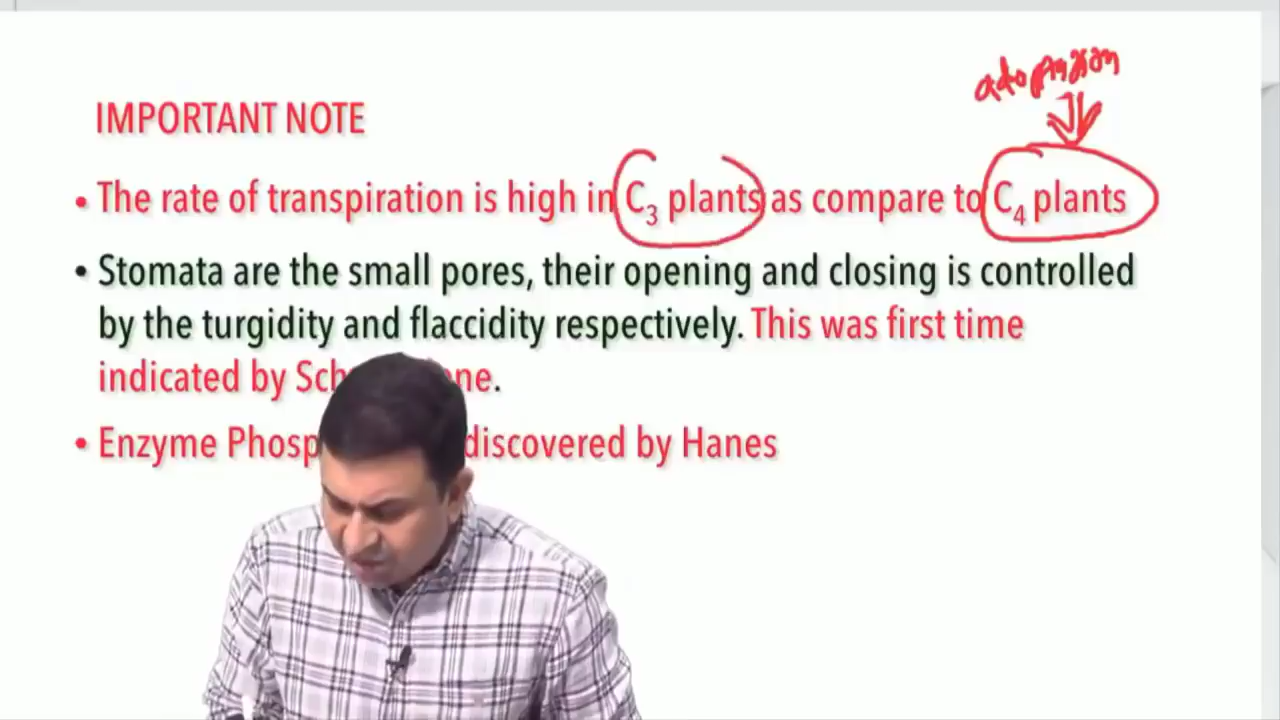 IMPORTANT NOTE
• The rate of transpiration is high in C₃ plants as compare to C₄ plants
• Stomata are the small pores, their opening and closing is controlled
by the turgidity and flaccidity respectively. This was first time
indicated by
• Enzyme discovered by Hanes